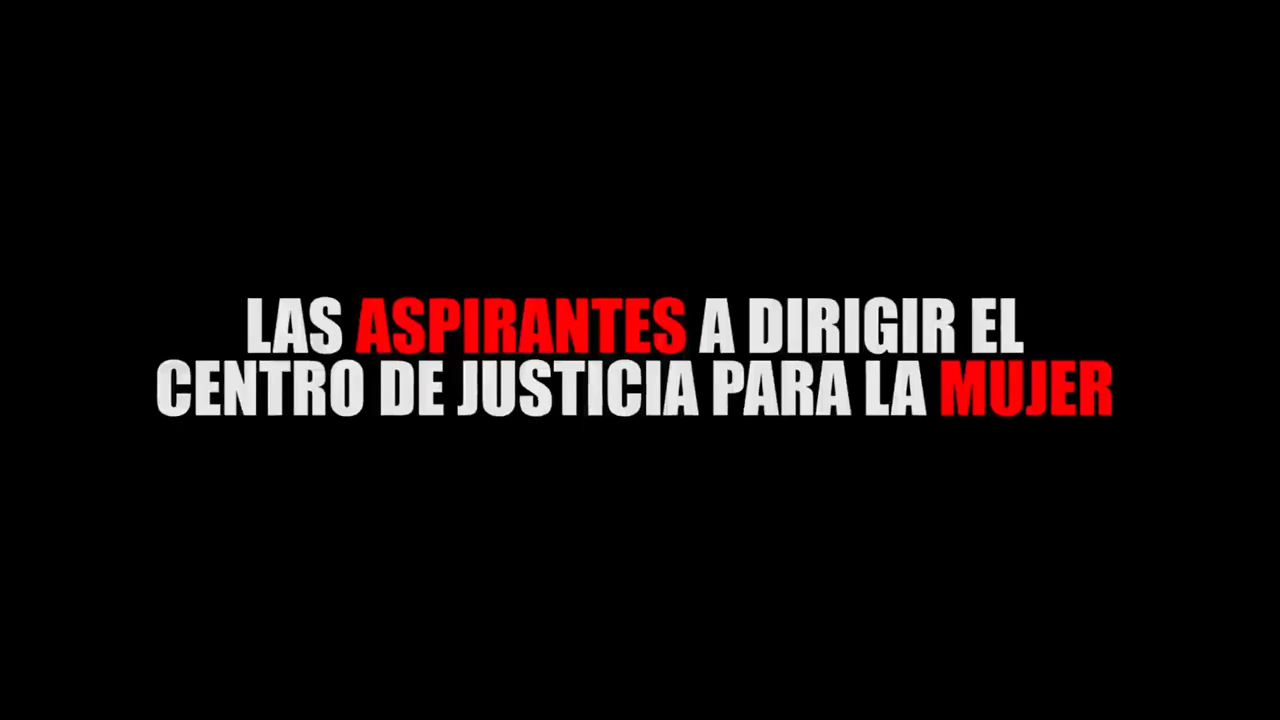 LAS ASPIRANTES A DIRIGIR EL
CENTRO DE JUSTICIA PARA LA MUJER